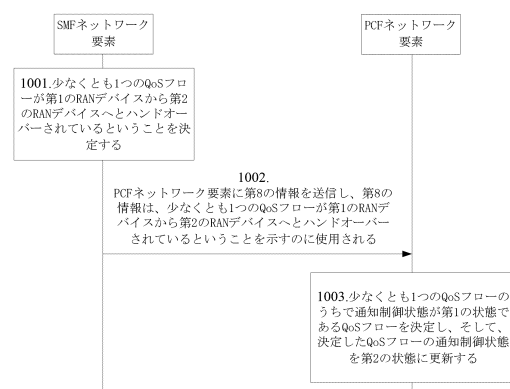 SMFネットワーク
要素
PCFネットワーク
要素
1001.少なくとも1つのQoSフロ
ーが第1のRANデバイスから第2
のRANデバイスへとハンドオー
バーされているということを決
定する
1002.
PCFネットワーク要素に第8の情報を送信し、第8の
情報は、少なくとも1つのQoSフローが第1のRANデ
バイスから第2のRANデバイスへとハンドオーバー
されているということを示すのに使用される
1003.少なくとも1つのQoSフローの
うちで通知制御状態が第1の状態で
あるQoSフローを決定し、そして、
決定したQoSフローの通知制御状態
を第2の状態に更新する